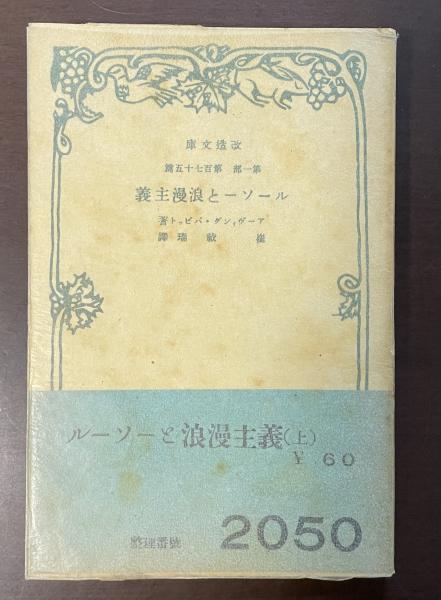 改造文庫
第一部 第百七十五篇
ルーソーと浪漫主義
アーヴィング・バビット著
崔載瑞譯
ルーソーと浪漫主義(上)
¥ 60
整理番號 2050